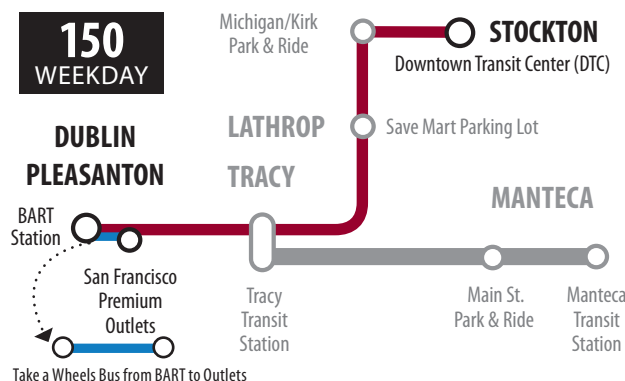 150
WEEKDAY
Michigan/Kirk
Park & Ride
STOCKTON
Downtown Transit Center (DTC)
LATHROP
Save Mart Parking Lot
DUBLIN
PLEASANTON
TRACY
MANTECA
BART
Station
San Francisco
Premium
Outlets
Tracy
Transit
Station
Main St.
Park & Ride
Manteca
Transit
Station
Take a Wheels Bus from BART to Outlets